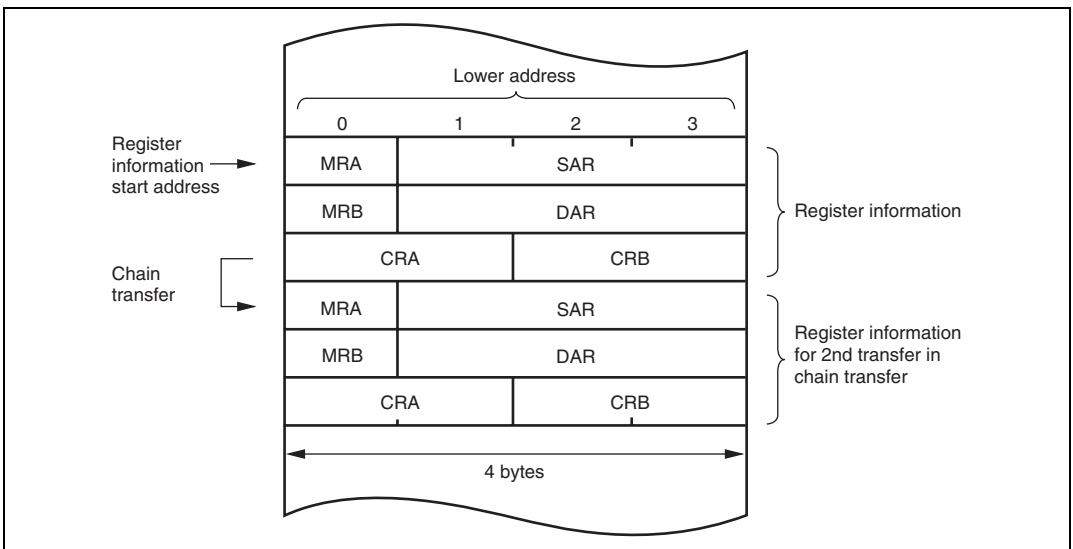 Lower address
0 1 2 3
Register
information
start address
MRA SAR
MRB DAR
Register information
CRA CRB
Chain
transfer
MRA SAR
MRB DAR
Register information
for 2nd transfer in
chain transfer
CRA CRB
4 bytes